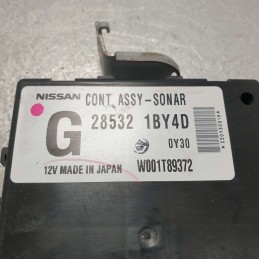 NISSAN CONT ASSY-SONAR
G 28532 1BY4D
0Y30
12V MADE IN JAPAN W001T89372